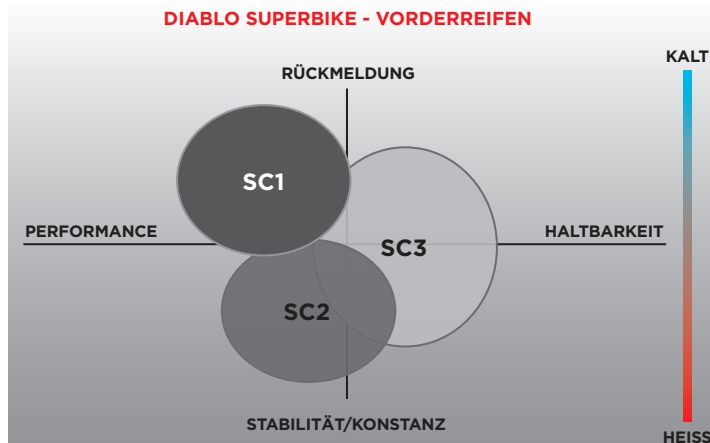 DIABLO SUPERBIKE - VORDERREIFEN
KALT
RÜCKMELDUNG
SC1
PERFORMANCE
HALTBARKEIT
SC3
SC2
STABILITÄT/KONSTANZ
HEISS